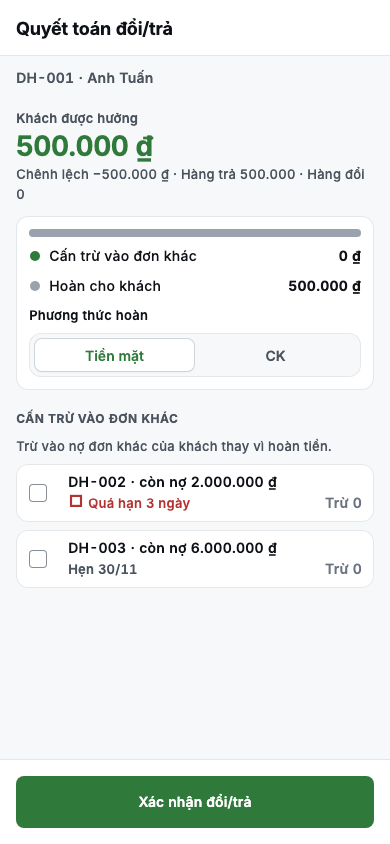 Quyết toán đổi/trả
DH-001 · Anh Tuấn
Khách được hưởng
500.000 ₫
Chênh lệch −500.000 ₫ · Hàng trả 500.000 · Hàng đổi
0
Cấn trừ vào đơn khác 0 ₫
Hoàn cho khách 500.000 ₫
Phương thức hoàn
Tiền mặt CK
CẤN TRỪ VÀO ĐƠN KHÁC
Trừ vào nợ đơn khác của khách thay vì hoàn tiền.
DH-002 · còn nợ 2.000.000 ₫
Quá hạn 3 ngày Trừ 0
DH-003 · còn nợ 6.000.000 ₫
Hẹn 30/11 Trừ 0
Xác nhận đổi/trả